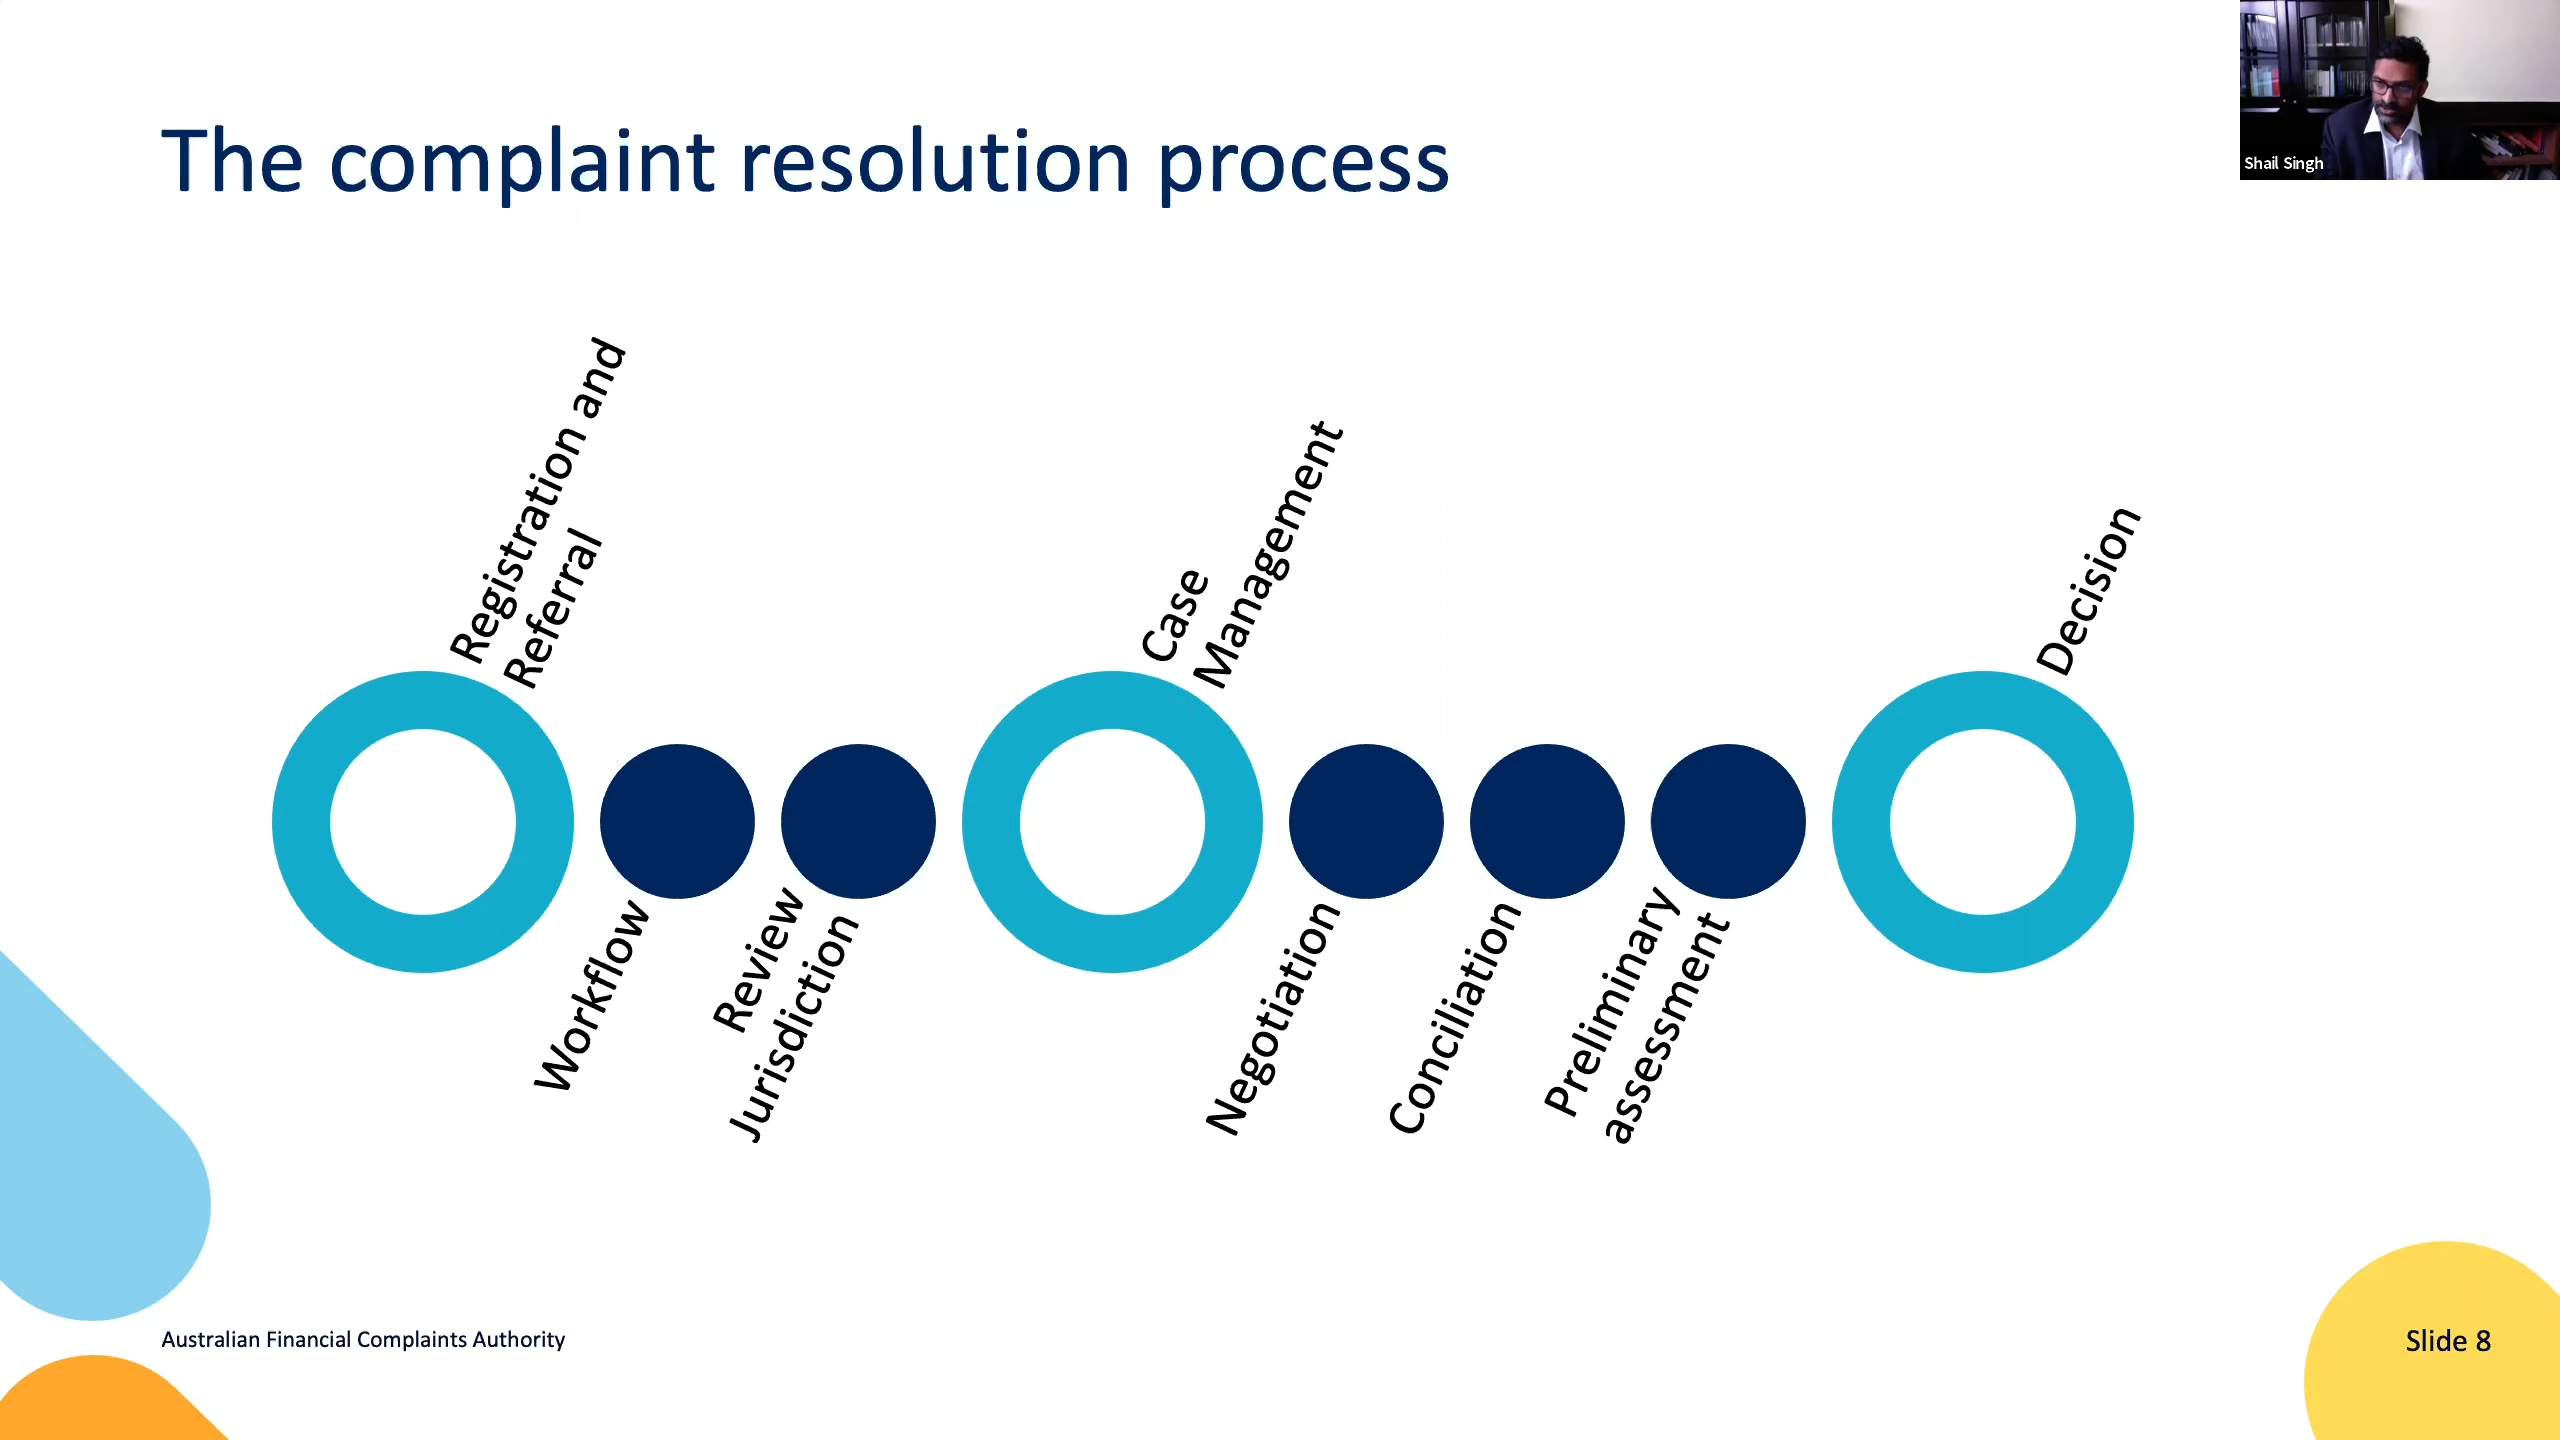 The complaint resolution process
Shail Singh
Registration and
Referral
Workflow
Review
Jurisdiction
Case
Management
Negotiation
Conciliation
Preliminary
assessment
Decision
Australian Financial Complaints Authority
Slide 8